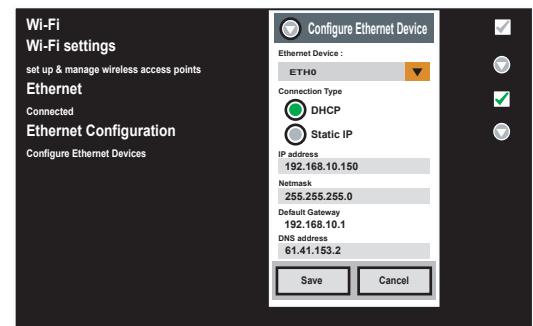 Wi-Fi
Wi-Fi settings
set up & manage wireless access points
Ethernet
Connected
Ethernet Configuration
Configure Ethernet Devices
Configure Ethernet Device
Ethernet Device :
ETH0
Connection Type
DHCP
Static IP
IP address
192.168.10.150
Netmask
255.255.255.0
Default Gateway
192.168.10.1
DNS address
61.41.153.2
Save
Cancel